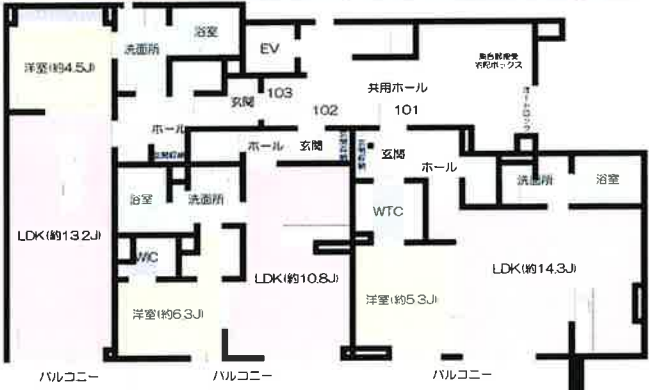 浴室
洗面所
EV
洋室(約4.5J)
集合郵便受
宅配ボックス
共用ホール
オートロック
玄関
103
102
101
ホール
ホール
玄関
玄関
ホール
浴室
洗面所
洗面所
浴室
WTC
LDK(約13.2J)
WIC
LDK(約10.8J)
LDK(約14.3J)
洋室(約6.3J)
洋室(約5.3J)
バルコニー
バルコニー
バルコニー